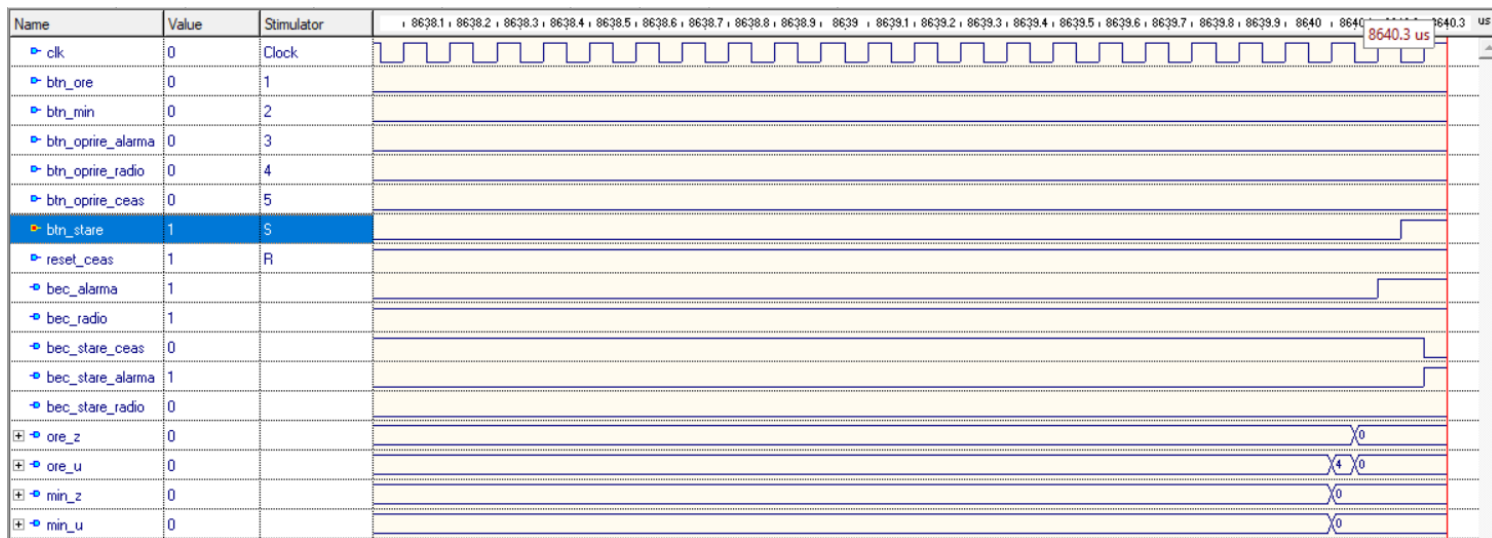 Name Value Stimulator 8638.1 8638.2 8638.3 8638.4 8638.5 8638.6 8638.7 8638.8 8638.9 8639 8639.1 8639.2 8639.3 8639.4 8639.5 8639.6 8639.7 8639.8 8639.9 8640 8640.3 us
8640.3 us
clk 0 Clock
btn_ore 0 1
btn_min 0 2
btn_oprire_alarma 0 3
btn_oprire_radio 0 4
btn_oprire_ceas 0 5
btn_stare 1 S
reset_ceas 1 R
bec_alarma 1
bec_radio 1
bec_stare_ceas 0
bec_stare_alarma 1
bec_stare_radio 0
ore_z 0 0
ore_u 0 4 0
min_z 0 0
min_u 0 0